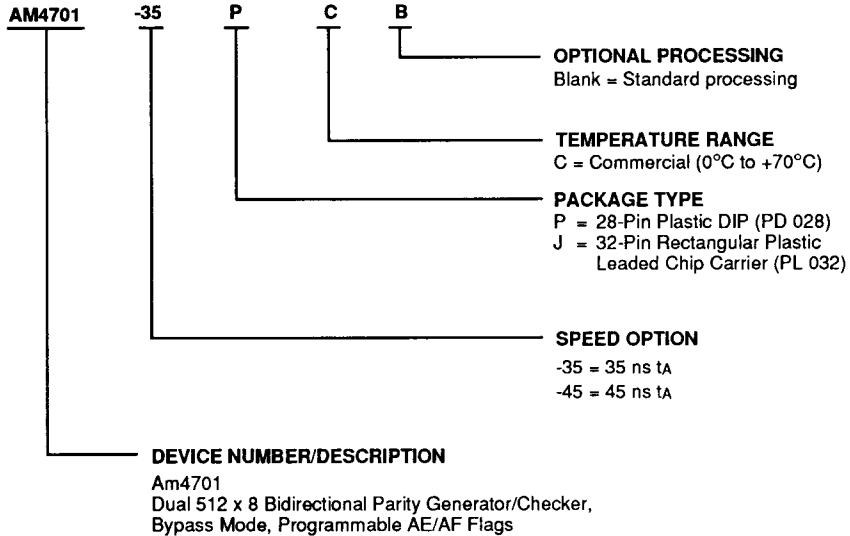 AM4701 -35 P C B
OPTIONAL PROCESSING
Blank = Standard processing
TEMPERATURE RANGE
C = Commercial (0°C to +70°C)
PACKAGE TYPE
P = 28-Pin Plastic DIP (PD 028)
J = 32-Pin Rectangular Plastic
Leaded Chip Carrier (PL 032)
SPEED OPTION
-35 = 35 ns tA
-45 = 45 ns tA
DEVICE NUMBER/DESCRIPTION
Am4701
Dual 512 x 8 Bidirectional Parity Generator/Checker,
Bypass Mode, Programmable AE/AF Flags